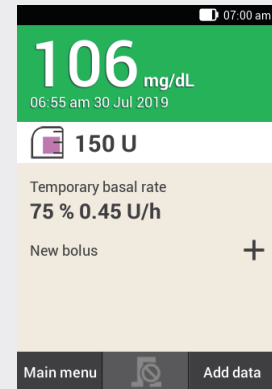 07:00 am
106 mg/dL
06:55 am 30 Jul 2019
150 U
Temporary basal rate
75 % 0.45 U/h
New bolus +
Main menu Add data